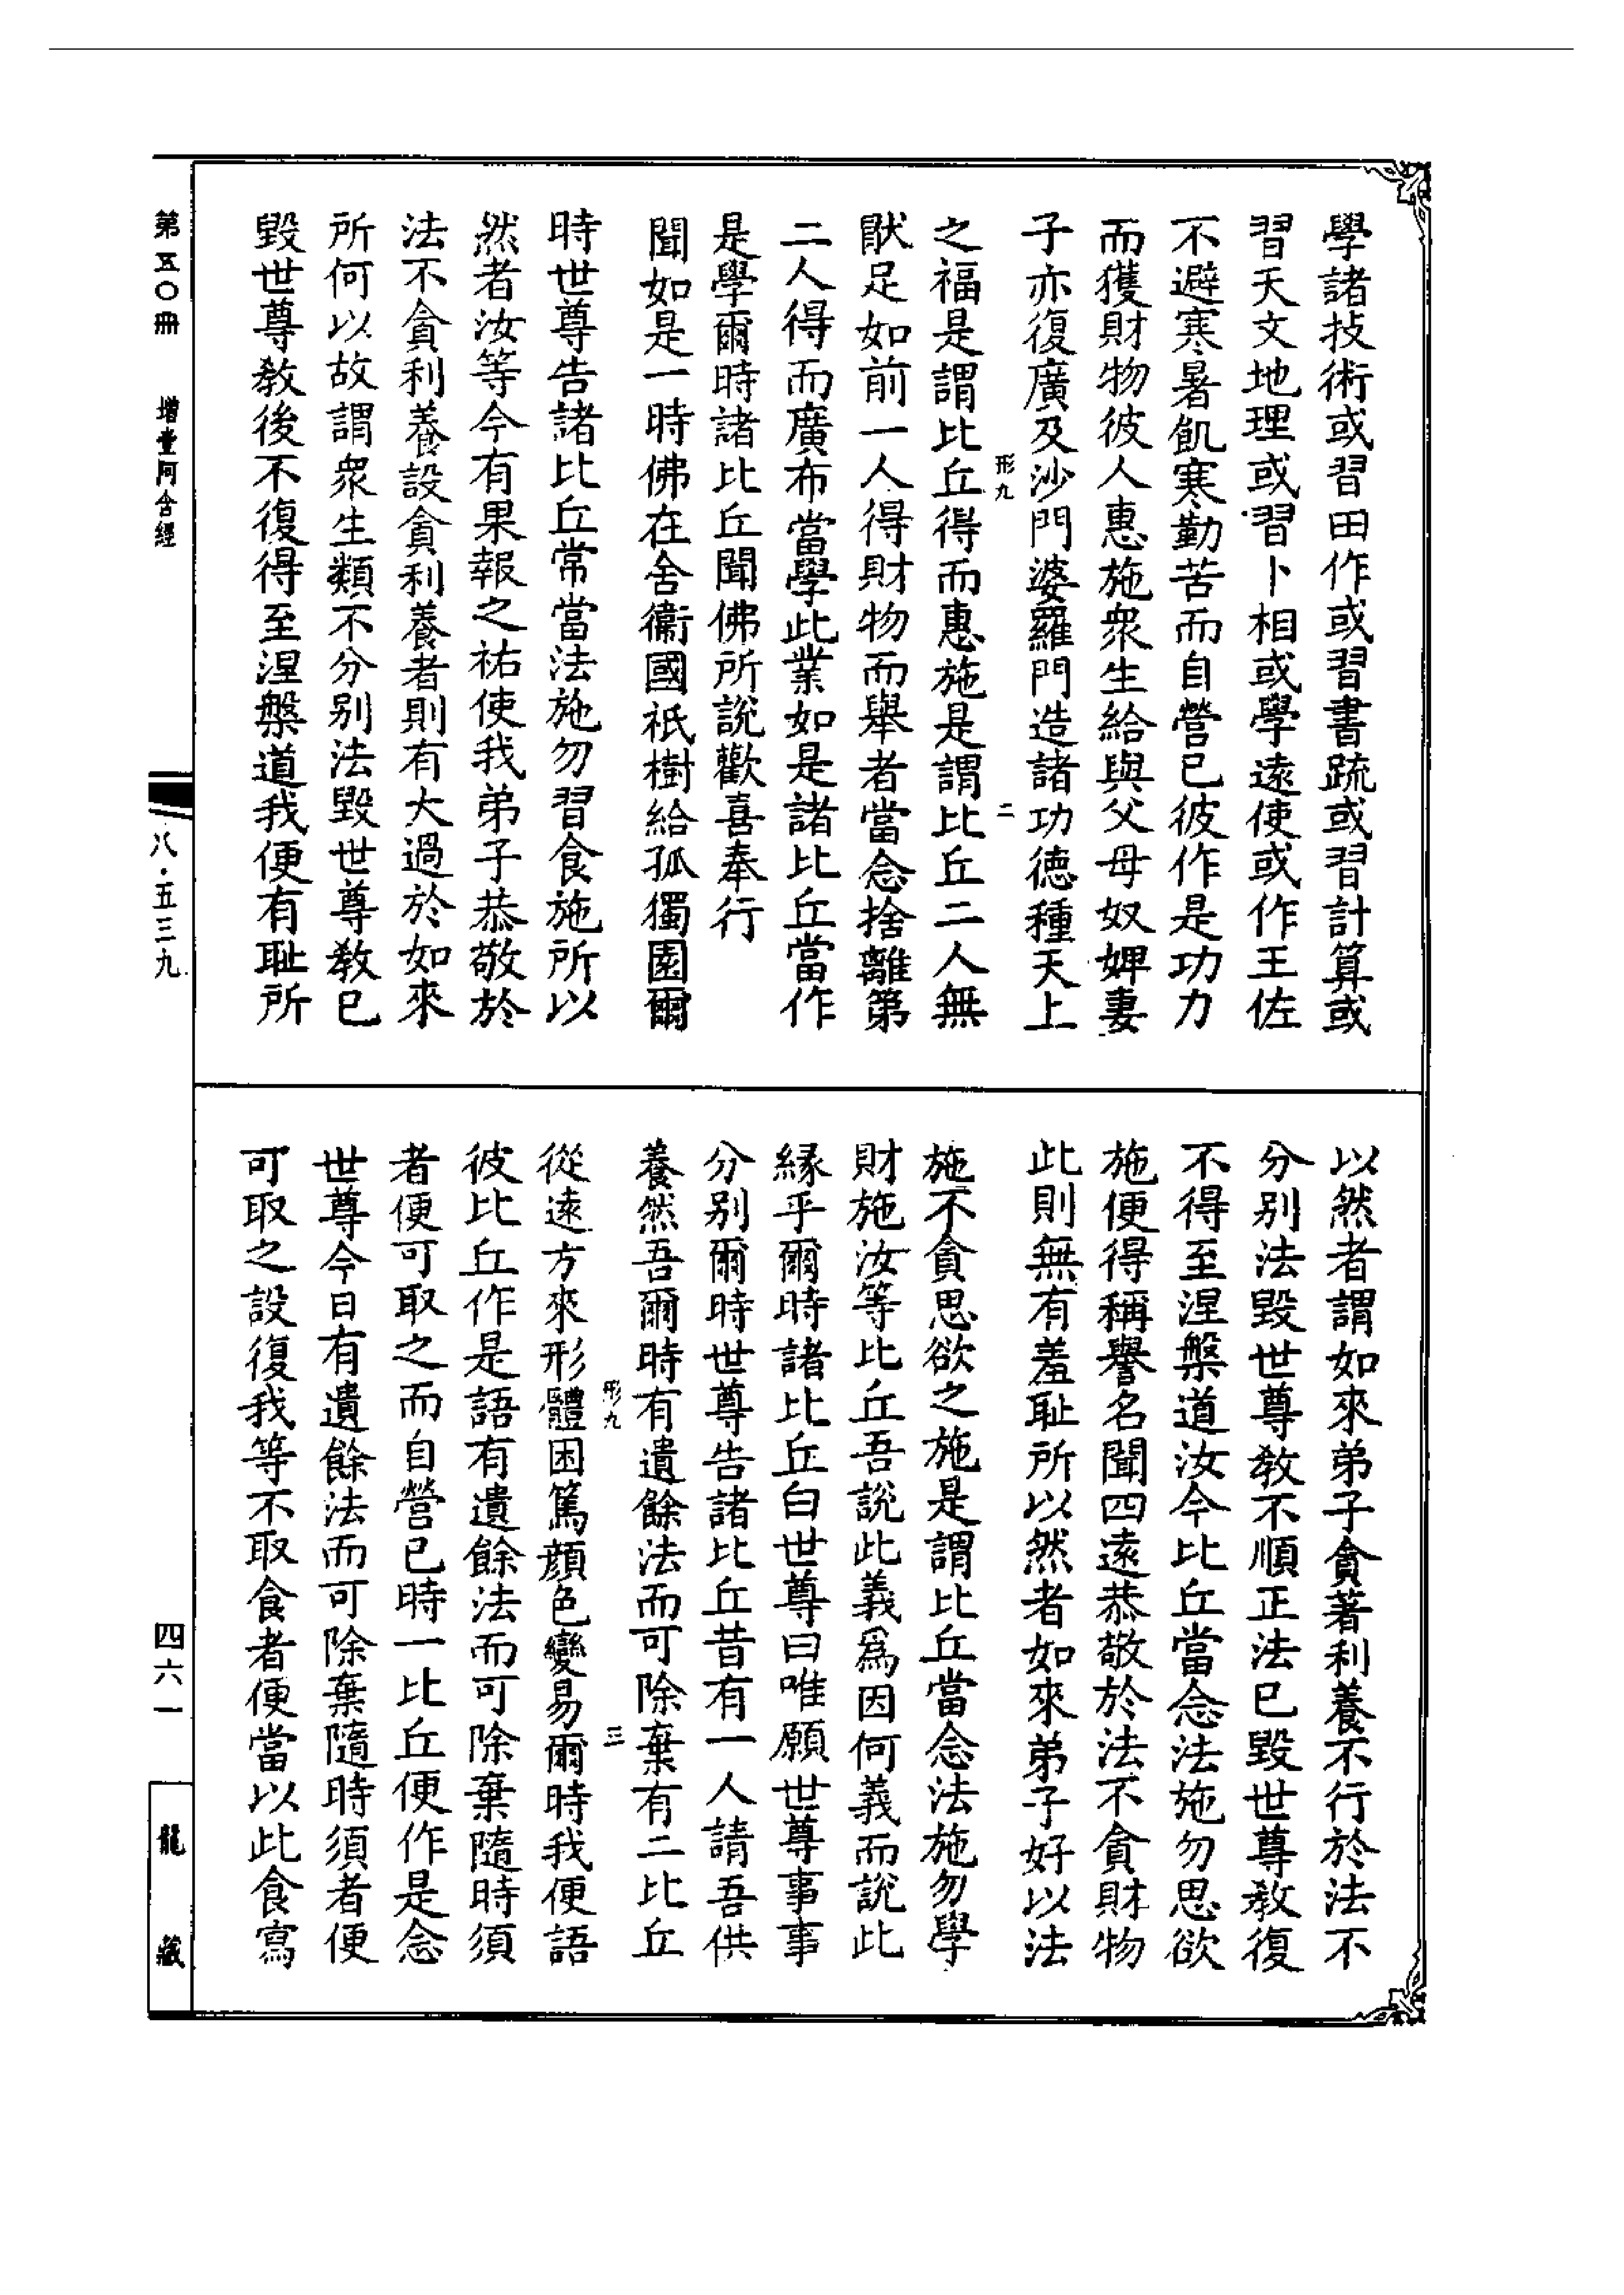 學諸技術或習田作或習書䟽或習計算或
習天文地理或習卜相或學遠使或作王佐
不避寒暑飢寒勤苦而自營己彼作是功力
而獲財物彼人惠施衆生給與父母奴婢妻
子亦復廣及沙門婆羅門造諸功德種天上
形九
二
之福是謂比丘得而惠施是謂比丘二人無
猒足如前一人得財物而舉者當念捨離第
二人得而廣布當學此業如是諸比丘當作
是學爾時諸比丘聞佛所說歡喜奉行
聞如是一時佛在舍衞國祇樹給孤獨園爾
時世尊告諸比丘常當法施勿習食施所以
然者汝等今有果報之祐使我弟子恭敬於
法不貪利養設貪利養者則有大過於如來
所何以故謂衆生類不分別法毀世尊教已
毀世尊教後不復得至涅槃道我便有耻所
以然者謂如來弟子貪著利養不行於法不
分別法毀世尊教不順正法已毀世尊教復
不得至涅槃道汝今比丘當念法施勿思欲
施便得稱譽名聞四遠恭敬於法不貪財物
此則無有羞耻所以然者如來弟子好以法
施不貪思欲之施是謂比丘當念法施勿學
財施汝等比丘吾說此義爲因何義而說此
緣乎爾時諸比丘白世尊曰唯願世尊事事
分別爾時世尊告諸比丘昔有一人請吾供
養然吾爾時有遺餘法而可除棄有二比丘
形九
三
從遠方來形體困篤顏色變易爾時我便語
彼比丘作是語有遺餘法而可除棄隨時須
者便可取之而自營己時一比丘便作是念
世尊今日有遺餘法而可除棄隨時須者便
可取之設復我等不取食者便當以此食寫
第五〇冊　增壹阿含經
八·五三九
四六一
龍藏